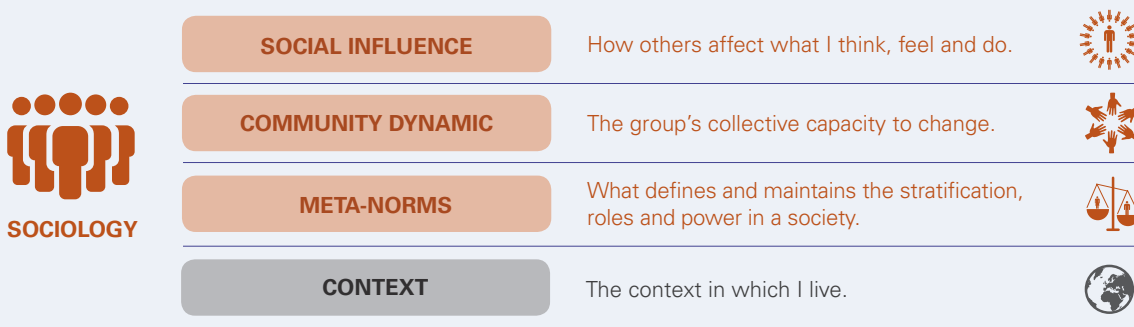 SOCIAL INFLUENCE
How others affect what I think, feel and do.
COMMUNITY DYNAMIC
The group’s collective capacity to change.
META-NORMS
What defines and maintains the stratification,
roles and power in a society.
SOCIOLOGY
CONTEXT
The context in which I live.